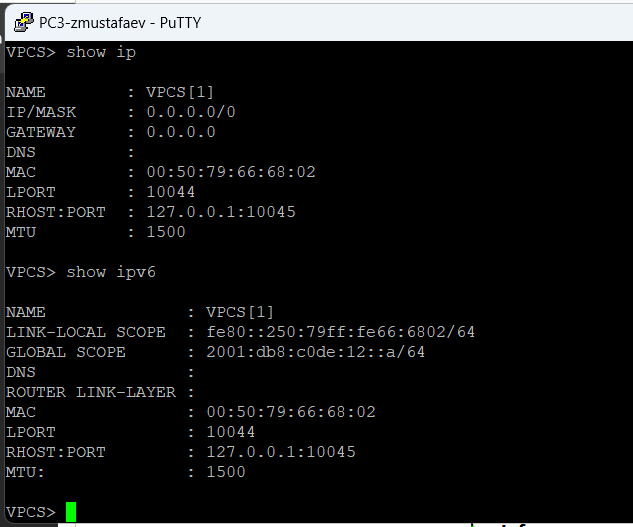 PC3-zmustafaev - PuTTY
VPCS> show ip
NAME : VPCS[1]
IP/MASK : 0.0.0.0/0
GATEWAY : 0.0.0.0
DNS :
MAC : 00:50:79:66:68:02
LPORT : 10044
RHOST:PORT : 127.0.0.1:10045
MTU : 1500
VPCS> show ipv6
NAME : VPCS[1]
LINK-LOCAL SCOPE : fe80::250:79ff:fe66:6802/64
GLOBAL SCOPE : 2001:db8:c0de:12::a/64
DNS :
ROUTER LINK-LAYER :
MAC : 00:50:79:66:68:02
LPORT : 10044
RHOST:PORT : 127.0.0.1:10045
MTU: : 1500
VPCS>